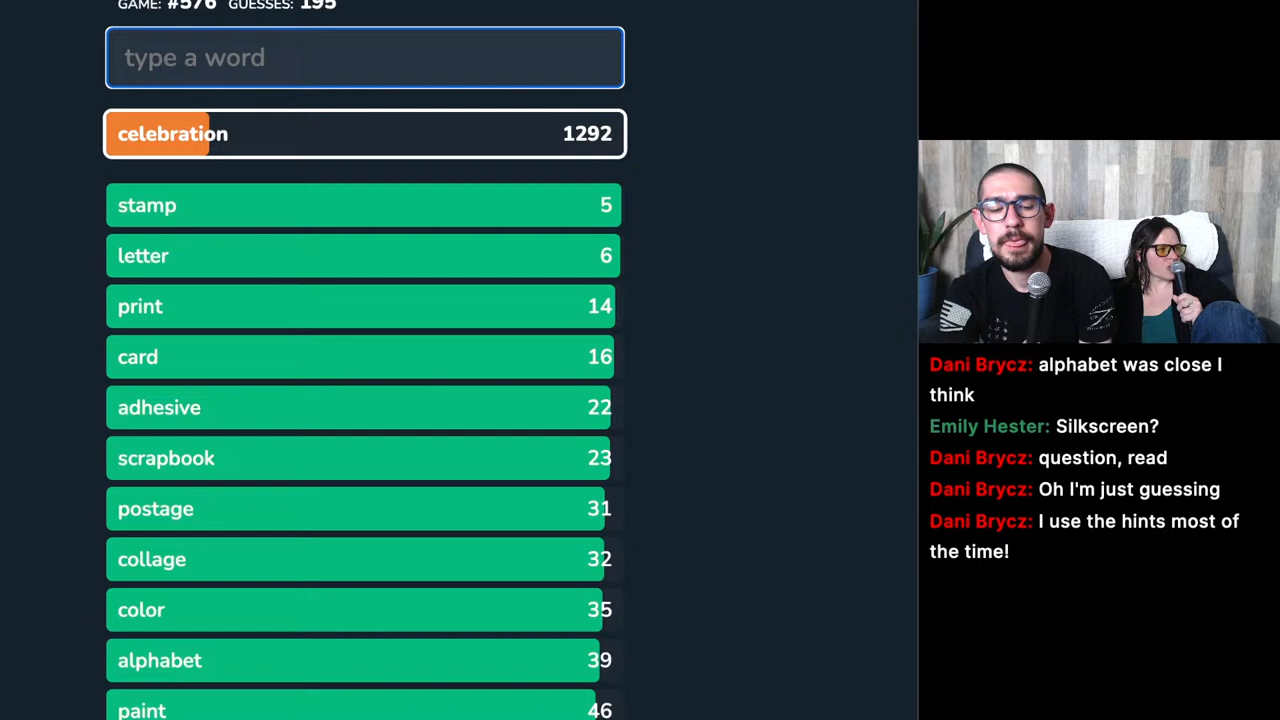 GAME: #576 GUESSES: 195
type a word
celebration 1292
stamp 5
letter 6
print 14
card 16
adhesive 22
scrapbook 23
postage 31
collage 32
color 35
alphabet 39
paint 46
Dani Brycz: alphabet was close I
think
Emily Hester: Silkscreen?
Dani Brycz: question, read
Dani Brycz: Oh I'm just guessing
Dani Brycz: I use the hints most of
the time!